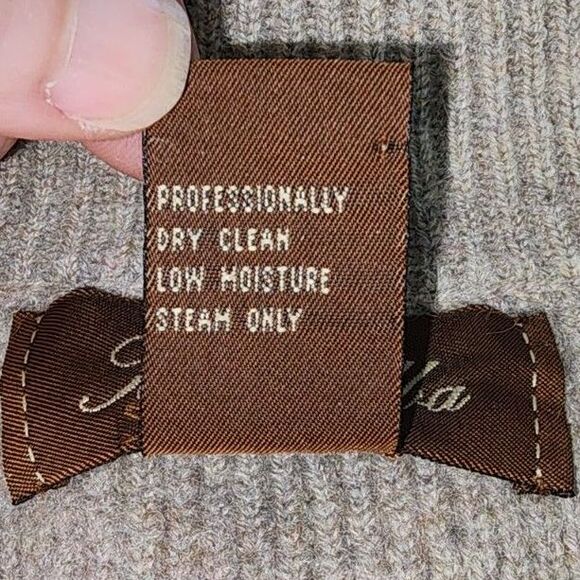 PROFESSIONALLY
DRY CLEAN
LOW MOISTURE
STEAM ONLY